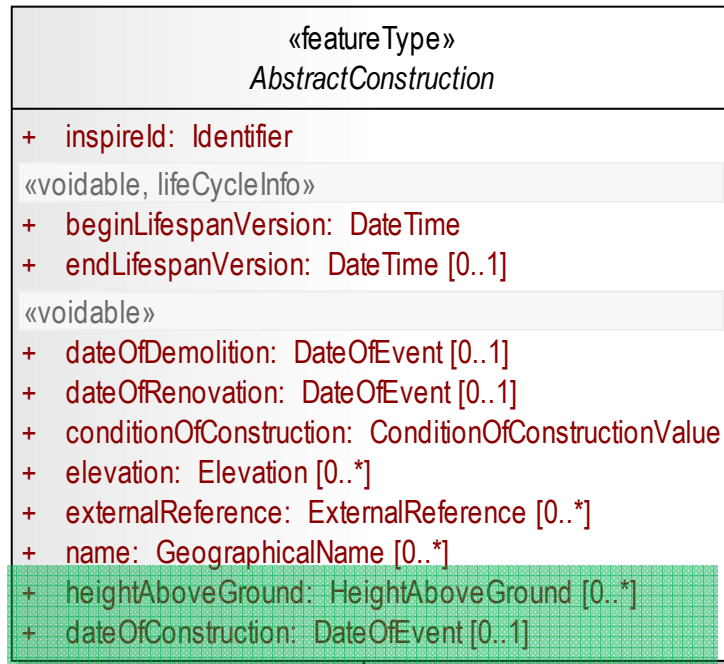 «featureType»
AbstractConstruction
+ inspireId: Identifier
«voidable, lifeCycleInfo»
+ beginLifespanVersion: DateTime
+ endLifespanVersion: DateTime [0..1]
«voidable»
+ dateOfDemolition: DateOfEvent [0..1]
+ dateOfRenovation: DateOfEvent [0..1]
+ conditionOfConstruction: ConditionOfConstructionValue
+ elevation: Elevation [0..*]
+ externalReference: ExternalReference [0..*]
+ name: GeographicalName [0..*]
+ heightAboveGround: HeightAboveGround [0..*]
+ dateOfConstruction: DateOfEvent [0..1]